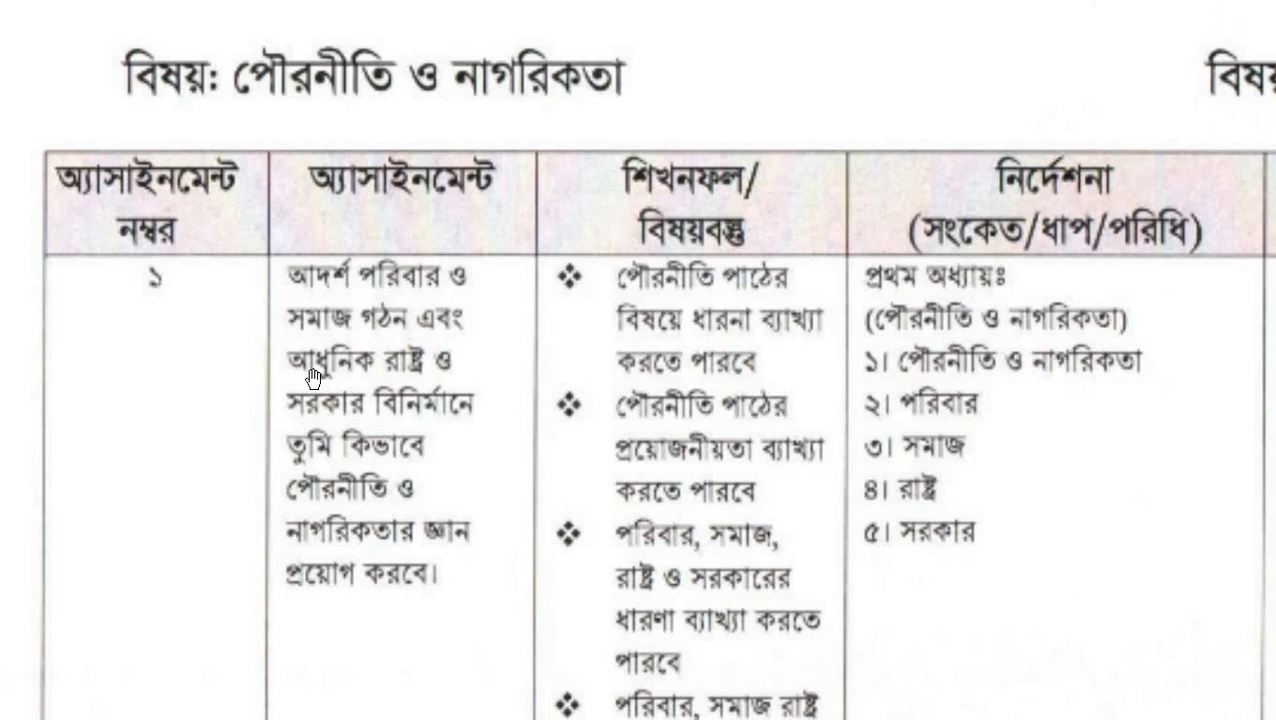 বিষয়: পৌরনীতি ও নাগরিকতা
বিষয়
অ্যাসাইনমেন্ট
নম্বর
অ্যাসাইনমেন্ট
শিখনফল/
বিষয়বস্তু
নির্দেশনা
(সংকেত/ধাপ/পরিধি)
১
আদর্শ পরিবার ও
সমাজ গঠন এবং
আধুনিক রাষ্ট্র ও
সরকার বিনির্মানে
তুমি কিভাবে
পৌরনীতি ও
নাগরিকতার জ্ঞান
প্রয়োগ করবে।
❖ পৌরনীতি পাঠের
বিষয়ে ধারনা ব্যাখ্যা
করতে পারবে
❖ পৌরনীতি পাঠের
প্রয়োজনীয়তা ব্যাখ্যা
করতে পারবে
❖ পরিবার, সমাজ,
রাষ্ট্র ও সরকারের
ধারণা ব্যাখ্যা করতে
পারবে
❖ পরিবার, সমাজ রাষ্ট্র
প্রথম অধ্যায়ঃ
(পৌরনীতি ও নাগরিকতা)
১। পৌরনীতি ও নাগরিকতা
২। পরিবার
৩। সমাজ
৪। রাষ্ট্র
৫। সরকার